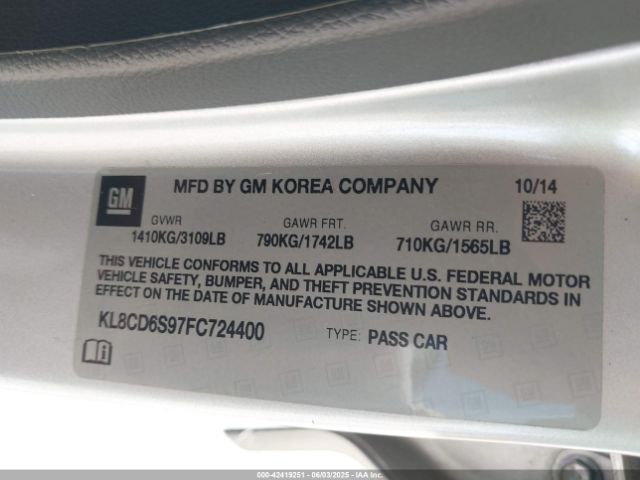 GM
MFD BY GM KOREA COMPANY
10/14
GVWR
GAWR FRT.
GAWR RR.
1410KG/3109LB
790KG/1742LB
710KG/1565LB
THIS VEHICLE CONFORMS TO ALL APPLICABLE U.S. FEDERAL MOTOR
VEHICLE SAFETY, BUMPER, AND THEFT PREVENTION STANDARDS IN
EFFECT ON THE DATE OF MANUFACTURE SHOWN ABOVE.
KL8CD6S97FC724400
TYPE: PASS CAR
000-42419251 - 06/03/2025 - IAA Inc.